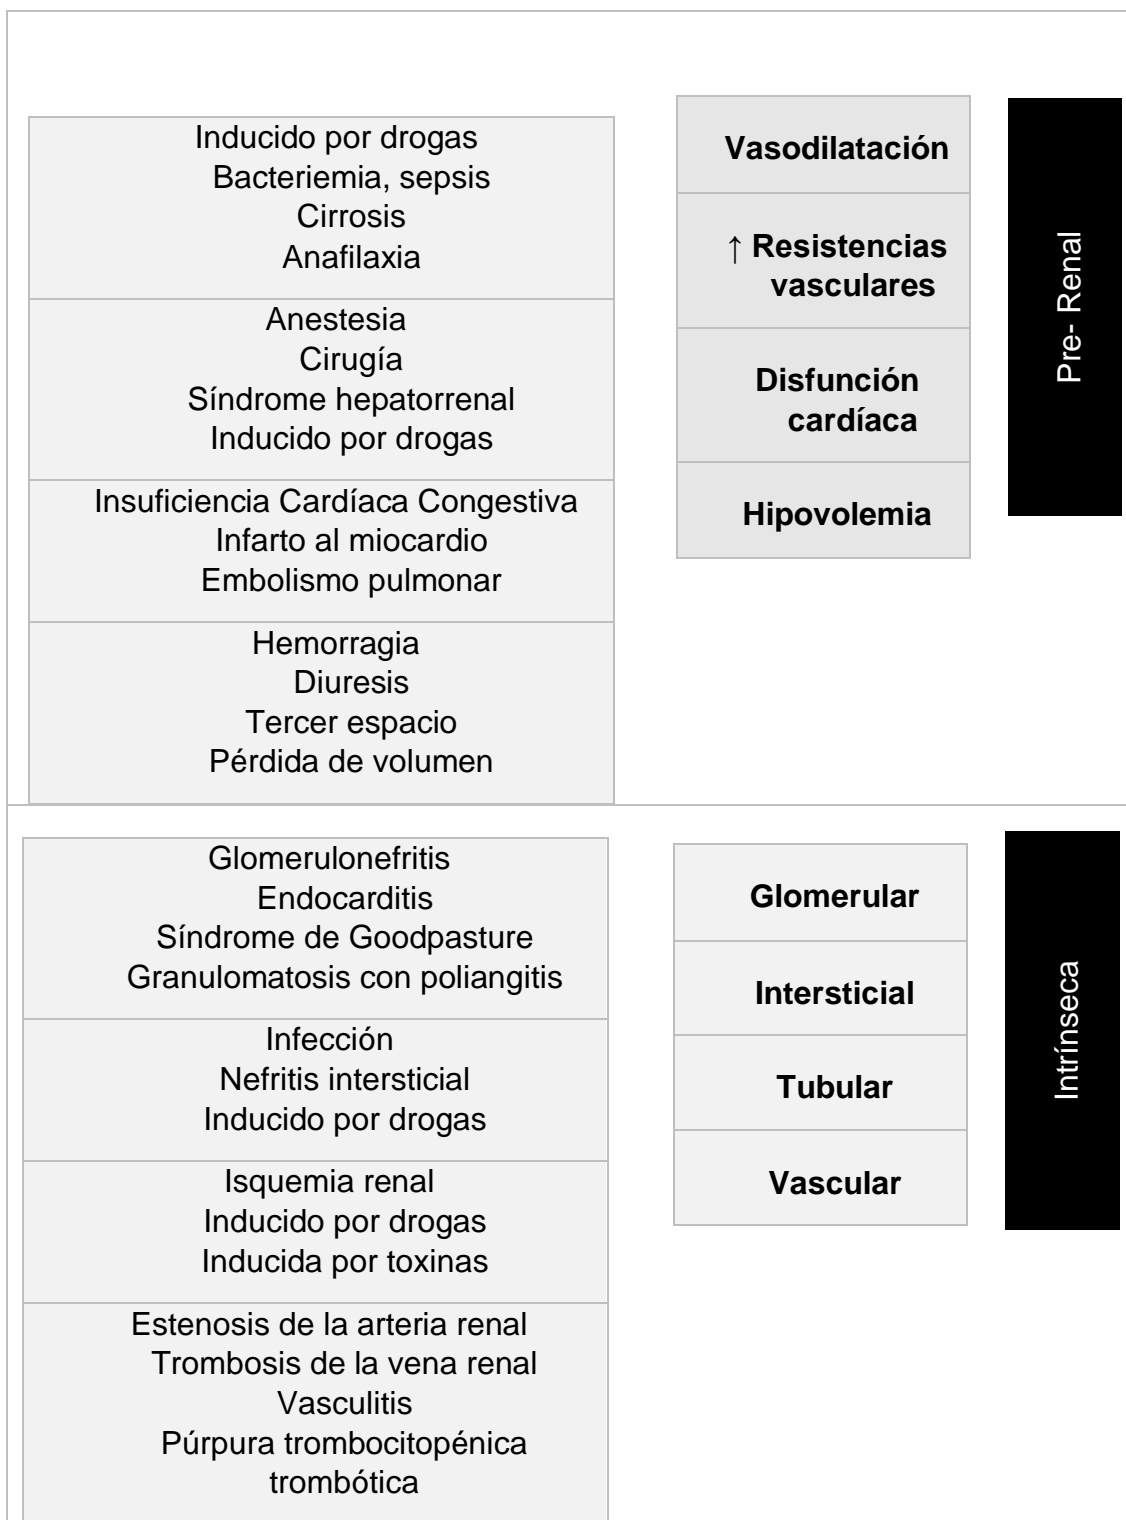 Inducido por drogas
Bacteriemia, sepsis
Cirrosis
Anafilaxia
Anestesia
Cirugía
Síndrome hepatorrenal
Inducido por drogas
Insuficiencia Cardíaca Congestiva
Infarto al miocardio
Embolismo pulmonar
Hemorragia
Diuresis
Tercer espacio
Pérdida de volumen
Vasodilatación
↑ Resistencias
vasculares
Disfunción
cardíaca
Hipovolemia
Pre- Renal
Glomerulonefritis
Endocarditis
Síndrome de Goodpasture
Granulomatosis con poliangitis
Infección
Nefritis intersticial
Inducido por drogas
Isquemia renal
Inducido por drogas
Inducida por toxinas
Estenosis de la arteria renal
Trombosis de la vena renal
Vasculitis
Púrpura trombocitopénica
trombótica
Glomerular
Intersticial
Tubular
Vascular
Intrínseca